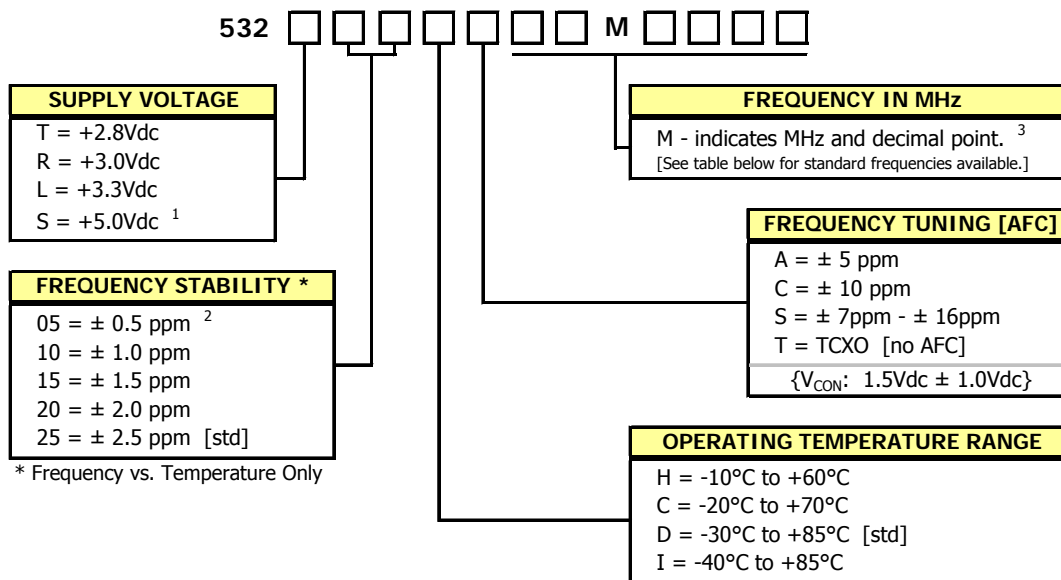 532 M
SUPPLY VOLTAGE
T = +2.8Vdc
R = +3.0Vdc
L = +3.3Vdc
S = +5.0Vdc 1
FREQUENCY STABILITY *
05 = ± 0.5 ppm 2
10 = ± 1.0 ppm
15 = ± 1.5 ppm
20 = ± 2.0 ppm
25 = ± 2.5 ppm [std]
* Frequency vs. Temperature Only
FREQUENCY IN MHz
M - indicates MHz and decimal point. 3
[See table below for standard frequencies available.]
FREQUENCY TUNING [AFC]
A = ± 5 ppm
C = ± 10 ppm
S = ± 7ppm - ± 16ppm
T = TCXO [no AFC]
{VCON: 1.5Vdc ± 1.0Vdc}
OPERATING TEMPERATURE RANGE
H = -10°C to +60°C
C = -20°C to +70°C
D = -30°C to +85°C [std]
I = -40°C to +85°C